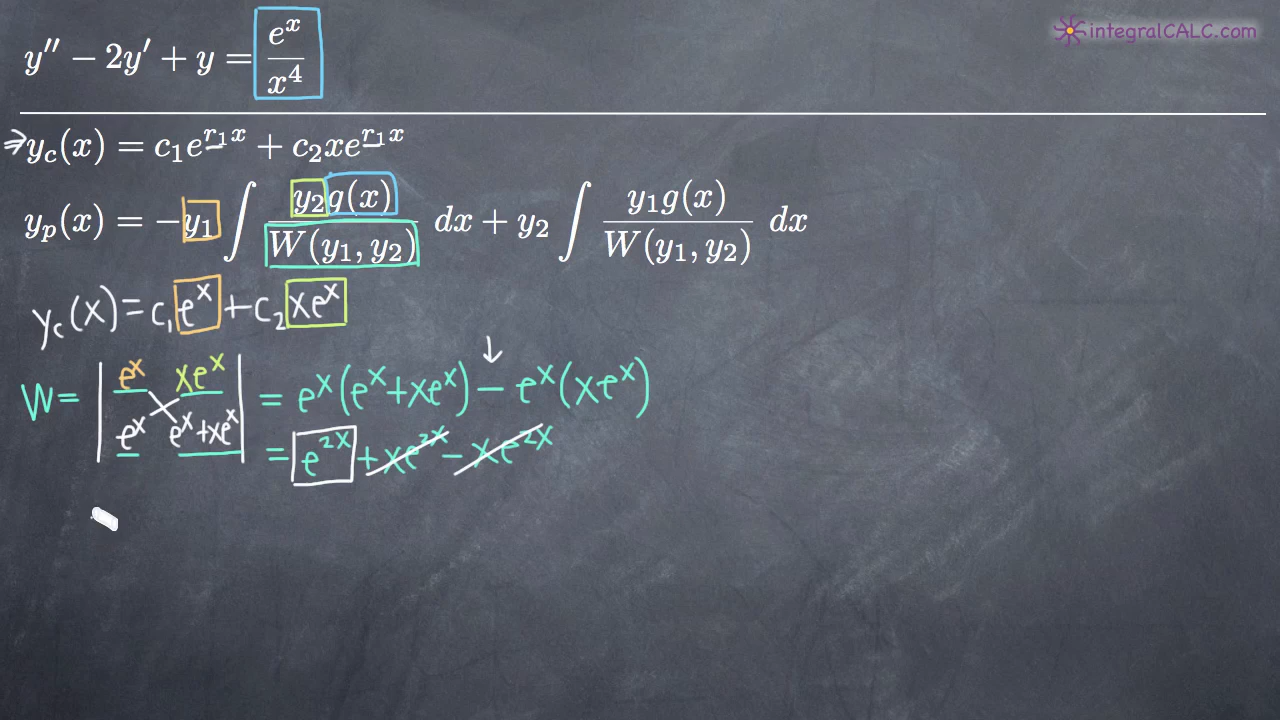 integralCALC.com
y'' − 2y' + y = e^x / x^4
y_c(x) = c_1e^{r_1x} + c_2xe^{r_1x}
y_p(x) = −y_1 ∫ y_2g(x) / W(y_1, y_2) dx + y_2 ∫ y_1g(x) / W(y_1, y_2) dx
y_c(x) = c_1e^x + c_2xe^x
W = | e^x xe^x | = e^x(e^x + xe^x) − e^x(xe^x)
| e^x e^x + xe^x | = e^{2x} + xe^{2x} − xe^{2x}